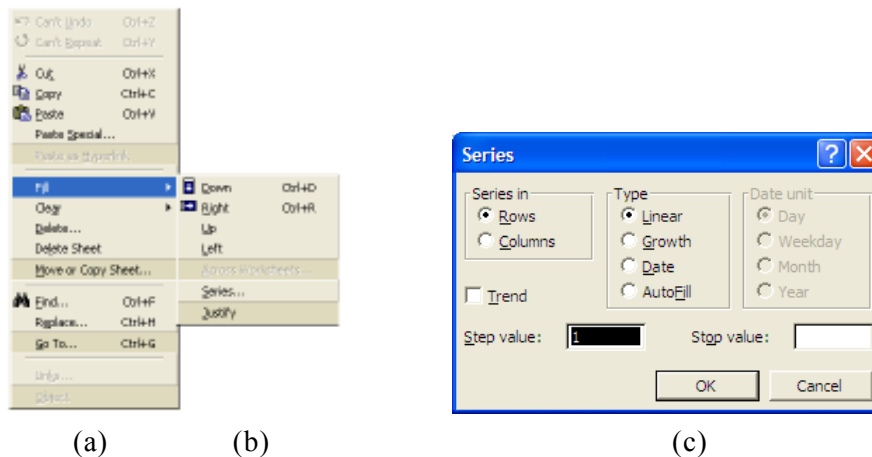 Can't Undo Ctrl+Z
Can't Repeat Ctrl+Y
Cut Ctrl+X
Copy Ctrl+C
Paste Ctrl+V
Paste Special...
Paste as Hyperlink
Fill
Clear
Delete...
Delete Sheet
Move or Copy Sheet...
Find... Ctrl+F
Replace... Ctrl+H
Go To... Ctrl+G
Links...
Object
Down Ctrl+D
Right Ctrl+R
Up
Left
Across Worksheets...
Series...
Justify
(a) (b)
Series
Series in
Rows
Columns
Trend
Type
Linear
Growth
Date
AutoFill
Date unit
Day
Weekday
Month
Year
Step value: 1 Stop value:
OK Cancel
(c)